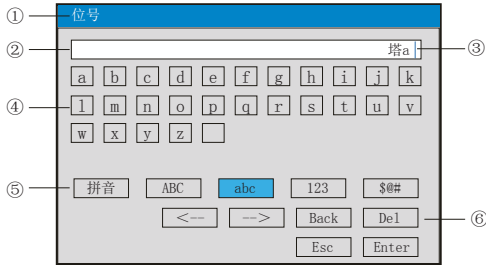 ① 位号
② 塔a ③
a b c d e f g h i j k
④ l m n o p q r s t u v
w x y z
⑤ 拼音 ABC abc 123 $@#
<-- --> Back Del ⑥
Esc Enter